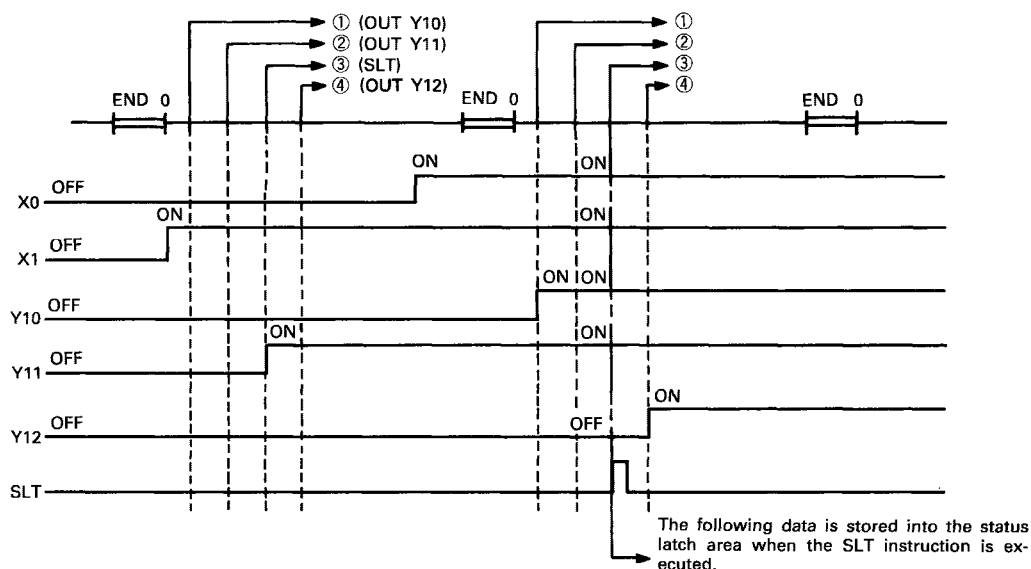 ① (OUT Y10) ①
② (OUT Y11) ②
③ (SLT) ③
④ (OUT Y12) ④
END 0 END 0 END 0
ON ON
X0 OFF
ON ON
X1 OFF
ON ON
Y10 OFF
ON ON
Y11 OFF
ON
Y12 OFF OFF
SLT
The following data is stored into the status
latch area when the SLT instruction is ex-
ecuted.